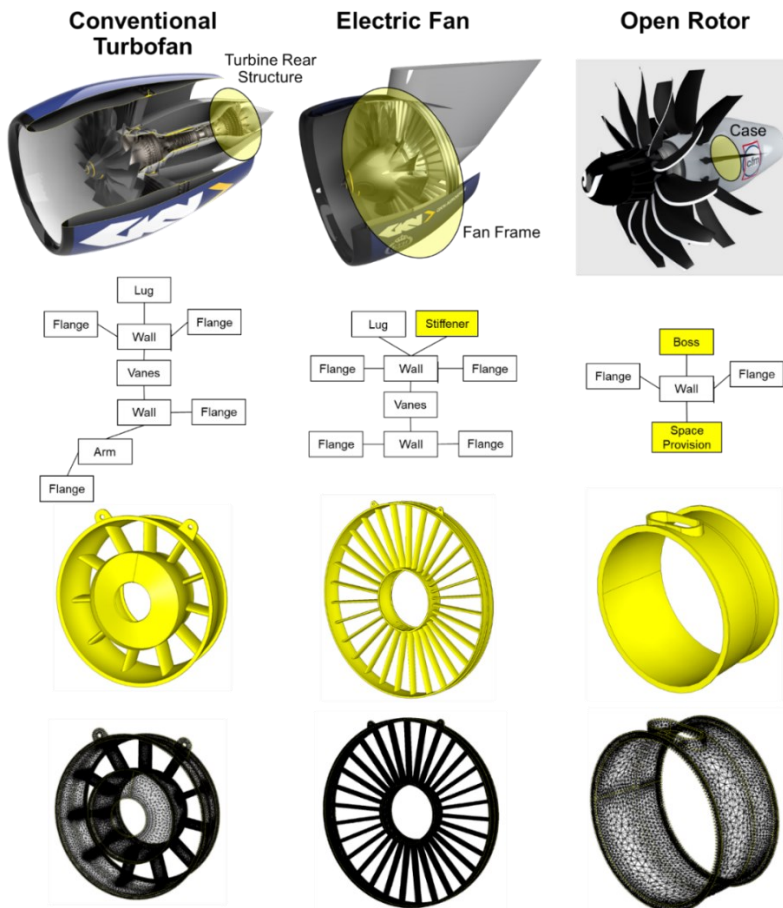 Conventional
Turbofan
Electric Fan
Open Rotor
Turbine Rear
Structure
Case
cfm
Fan Frame
Lug
Flange
Flange
Wall
Vanes
Wall
Flange
Arm
Flange
Lug
Stiffener
Flange
Wall
Flange
Vanes
Flange
Wall
Flange
Boss
Flange
Flange
Wall
Space
Provision